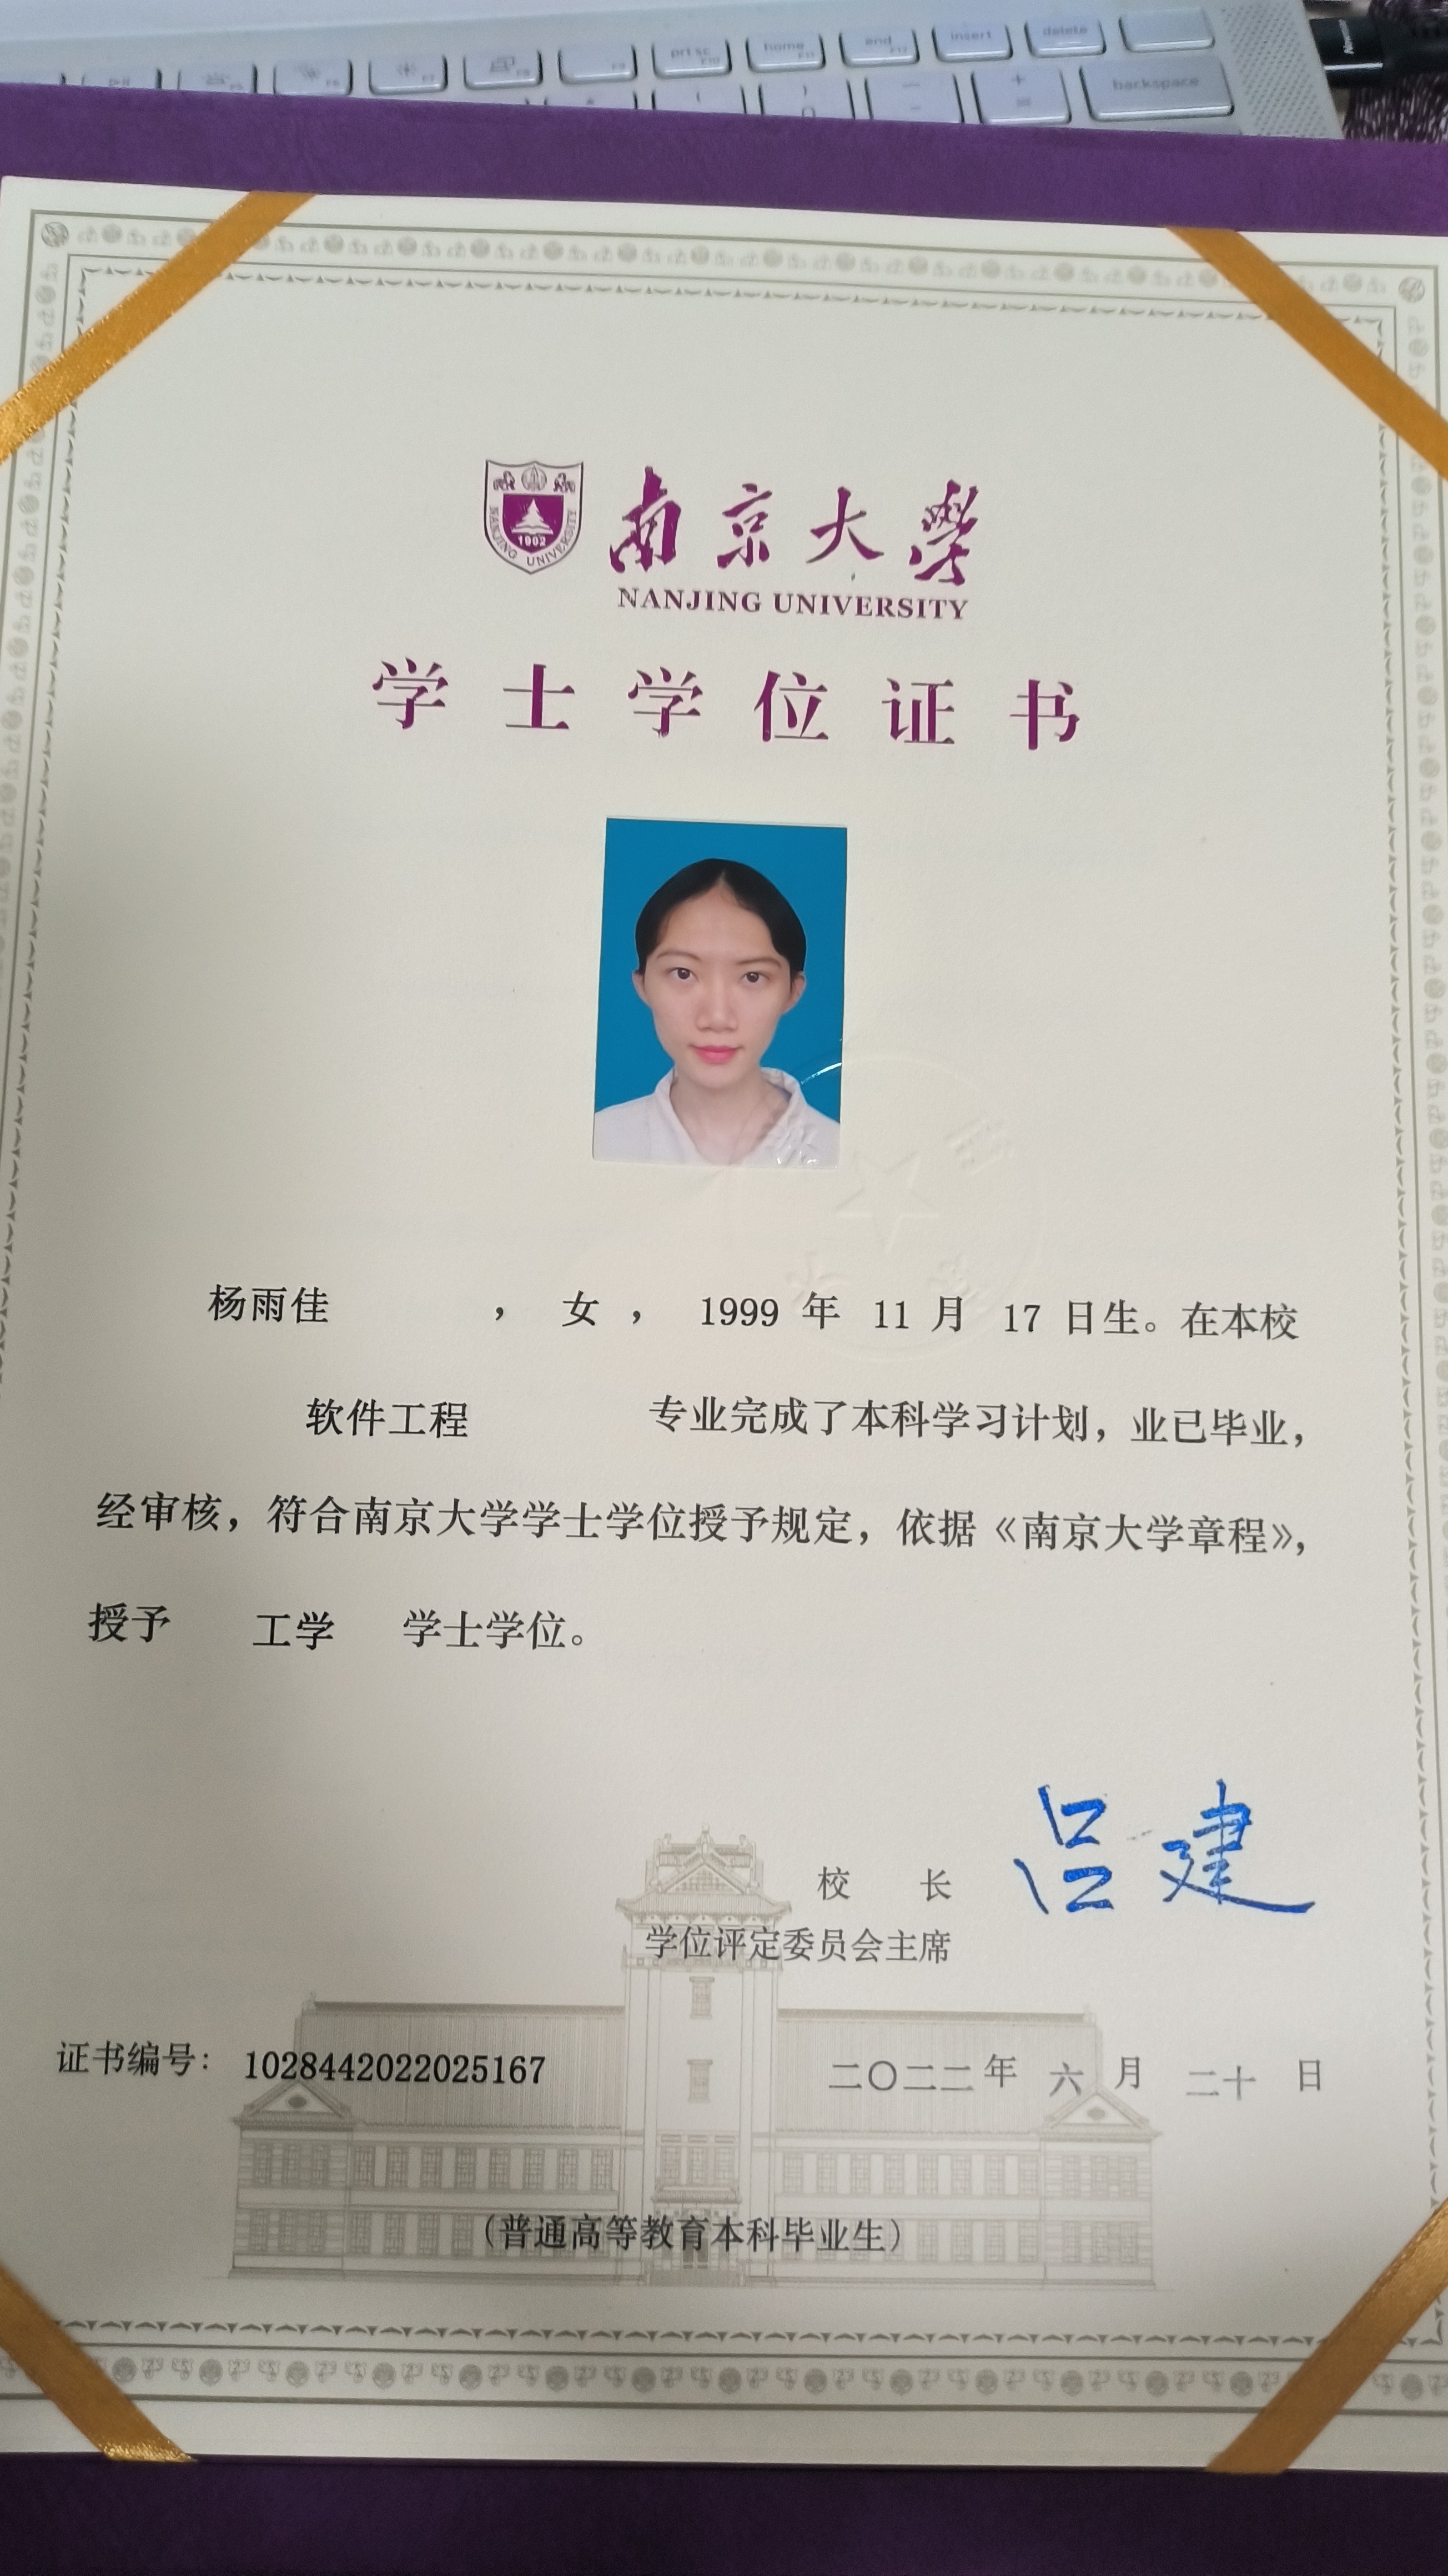 prt sc
F10
home
F11
end
F12
insert
delete
backspace
南京大學
NANJING UNIVERSITY
1902
NANJING UNIVERSITY
学士学位证书
杨雨佳 ， 女 ， 1999 年 11 月 17 日生。在本校
软件工程 专业完成了本科学习计划，业已毕业，
经审核，符合南京大学学士学位授予规定，依据《南京大学章程》，
授予 工学 学士学位。
校 长 吕建
学位评定委员会主席
证书编号： 1028442022025167 二〇二二 年 六 月 二十 日
（普通高等教育本科毕业生）